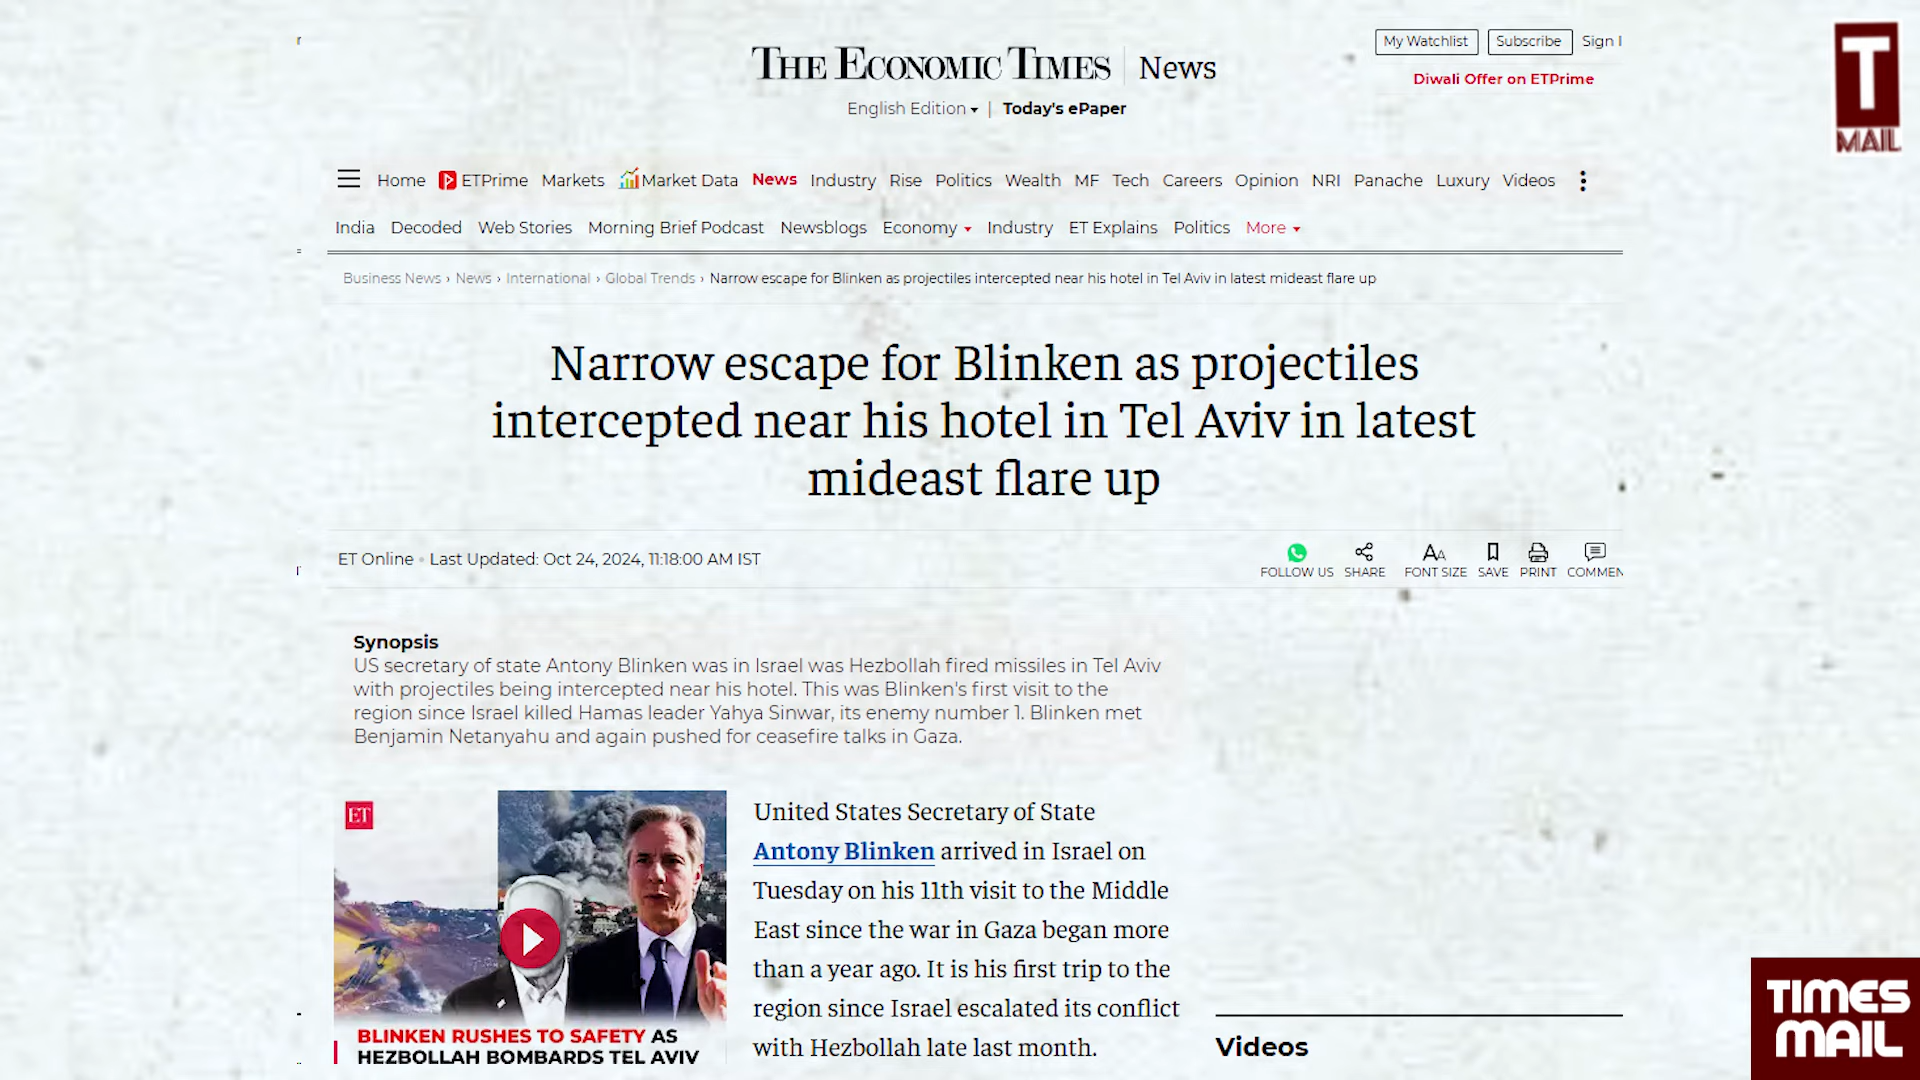 THE ECONOMIC TIMES | News
My Watchlist
Subscribe
Sign I
Diwali Offer on ETPrime
English Edition | Today's ePaper
T
MAIL
Home ETPrime Markets Market Data News Industry Rise Politics Wealth MF Tech Careers Opinion NRI Panache Luxury Videos
India Decoded Web Stories Morning Brief Podcast Newsblogs Economy Industry ET Explains Politics More
Business News › News › International › Global Trends › Narrow escape for Blinken as projectiles intercepted near his hotel in Tel Aviv in latest mideast flare up
Narrow escape for Blinken as projectiles
intercepted near his hotel in Tel Aviv in latest
mideast flare up
ET Online • Last Updated: Oct 24, 2024, 11:18:00 AM IST
FOLLOW US SHARE FONT SIZE SAVE PRINT COMMEN
Synopsis
US secretary of state Antony Blinken was in Israel was Hezbollah fired missiles in Tel Aviv
with projectiles being intercepted near his hotel. This was Blinken's first visit to the
region since Israel killed Hamas leader Yahya Sinwar, its enemy number 1. Blinken met
Benjamin Netanyahu and again pushed for ceasefire talks in Gaza.
ET
BLINKEN RUSHES TO SAFETY AS
HEZBOLLAH BOMBARDS TEL AVIV
United States Secretary of State
Antony Blinken arrived in Israel on
Tuesday on his 11th visit to the Middle
East since the war in Gaza began more
than a year ago. It is his first trip to the
region since Israel escalated its conflict
with Hezbollah late last month.
Videos
TIMES
MAIL